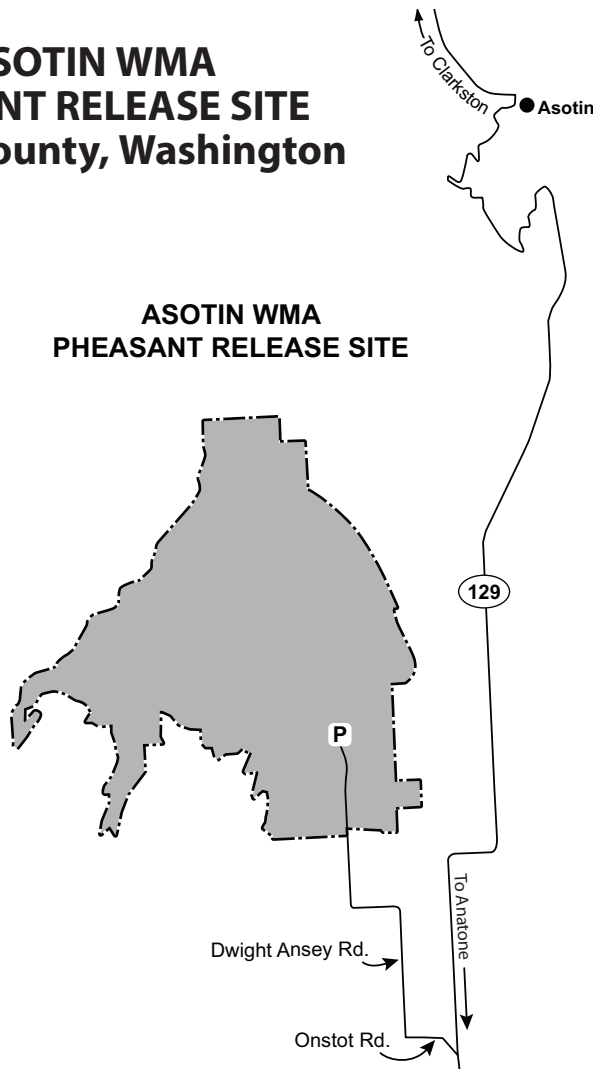 SOTIN WMA
NT RELEASE SITE
ounty, Washington
To Clarkston
Asotin
ASOTIN WMA
PHEASANT RELEASE SITE
129
P
To Anatone
Dwight Ansey Rd.
Onstot Rd.